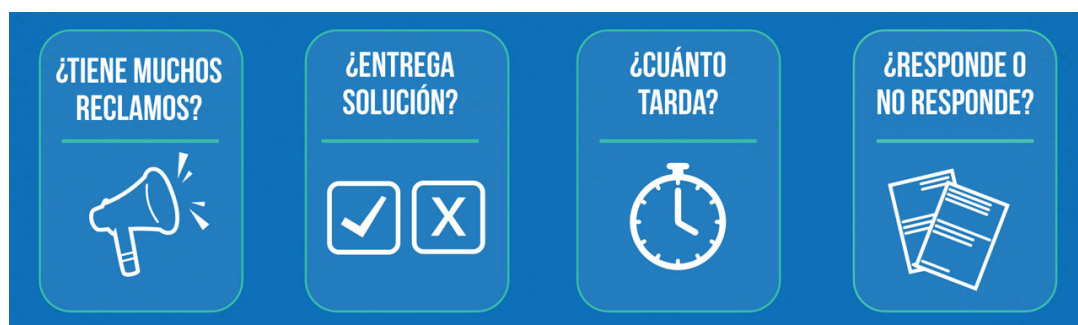 ¿TIENE MUCHOS
RECLAMOS?
¿ENTREGA
SOLUCIÓN?
X
¿CUÁNTO
TARDA?
¿RESPONDE O
NO RESPONDE?